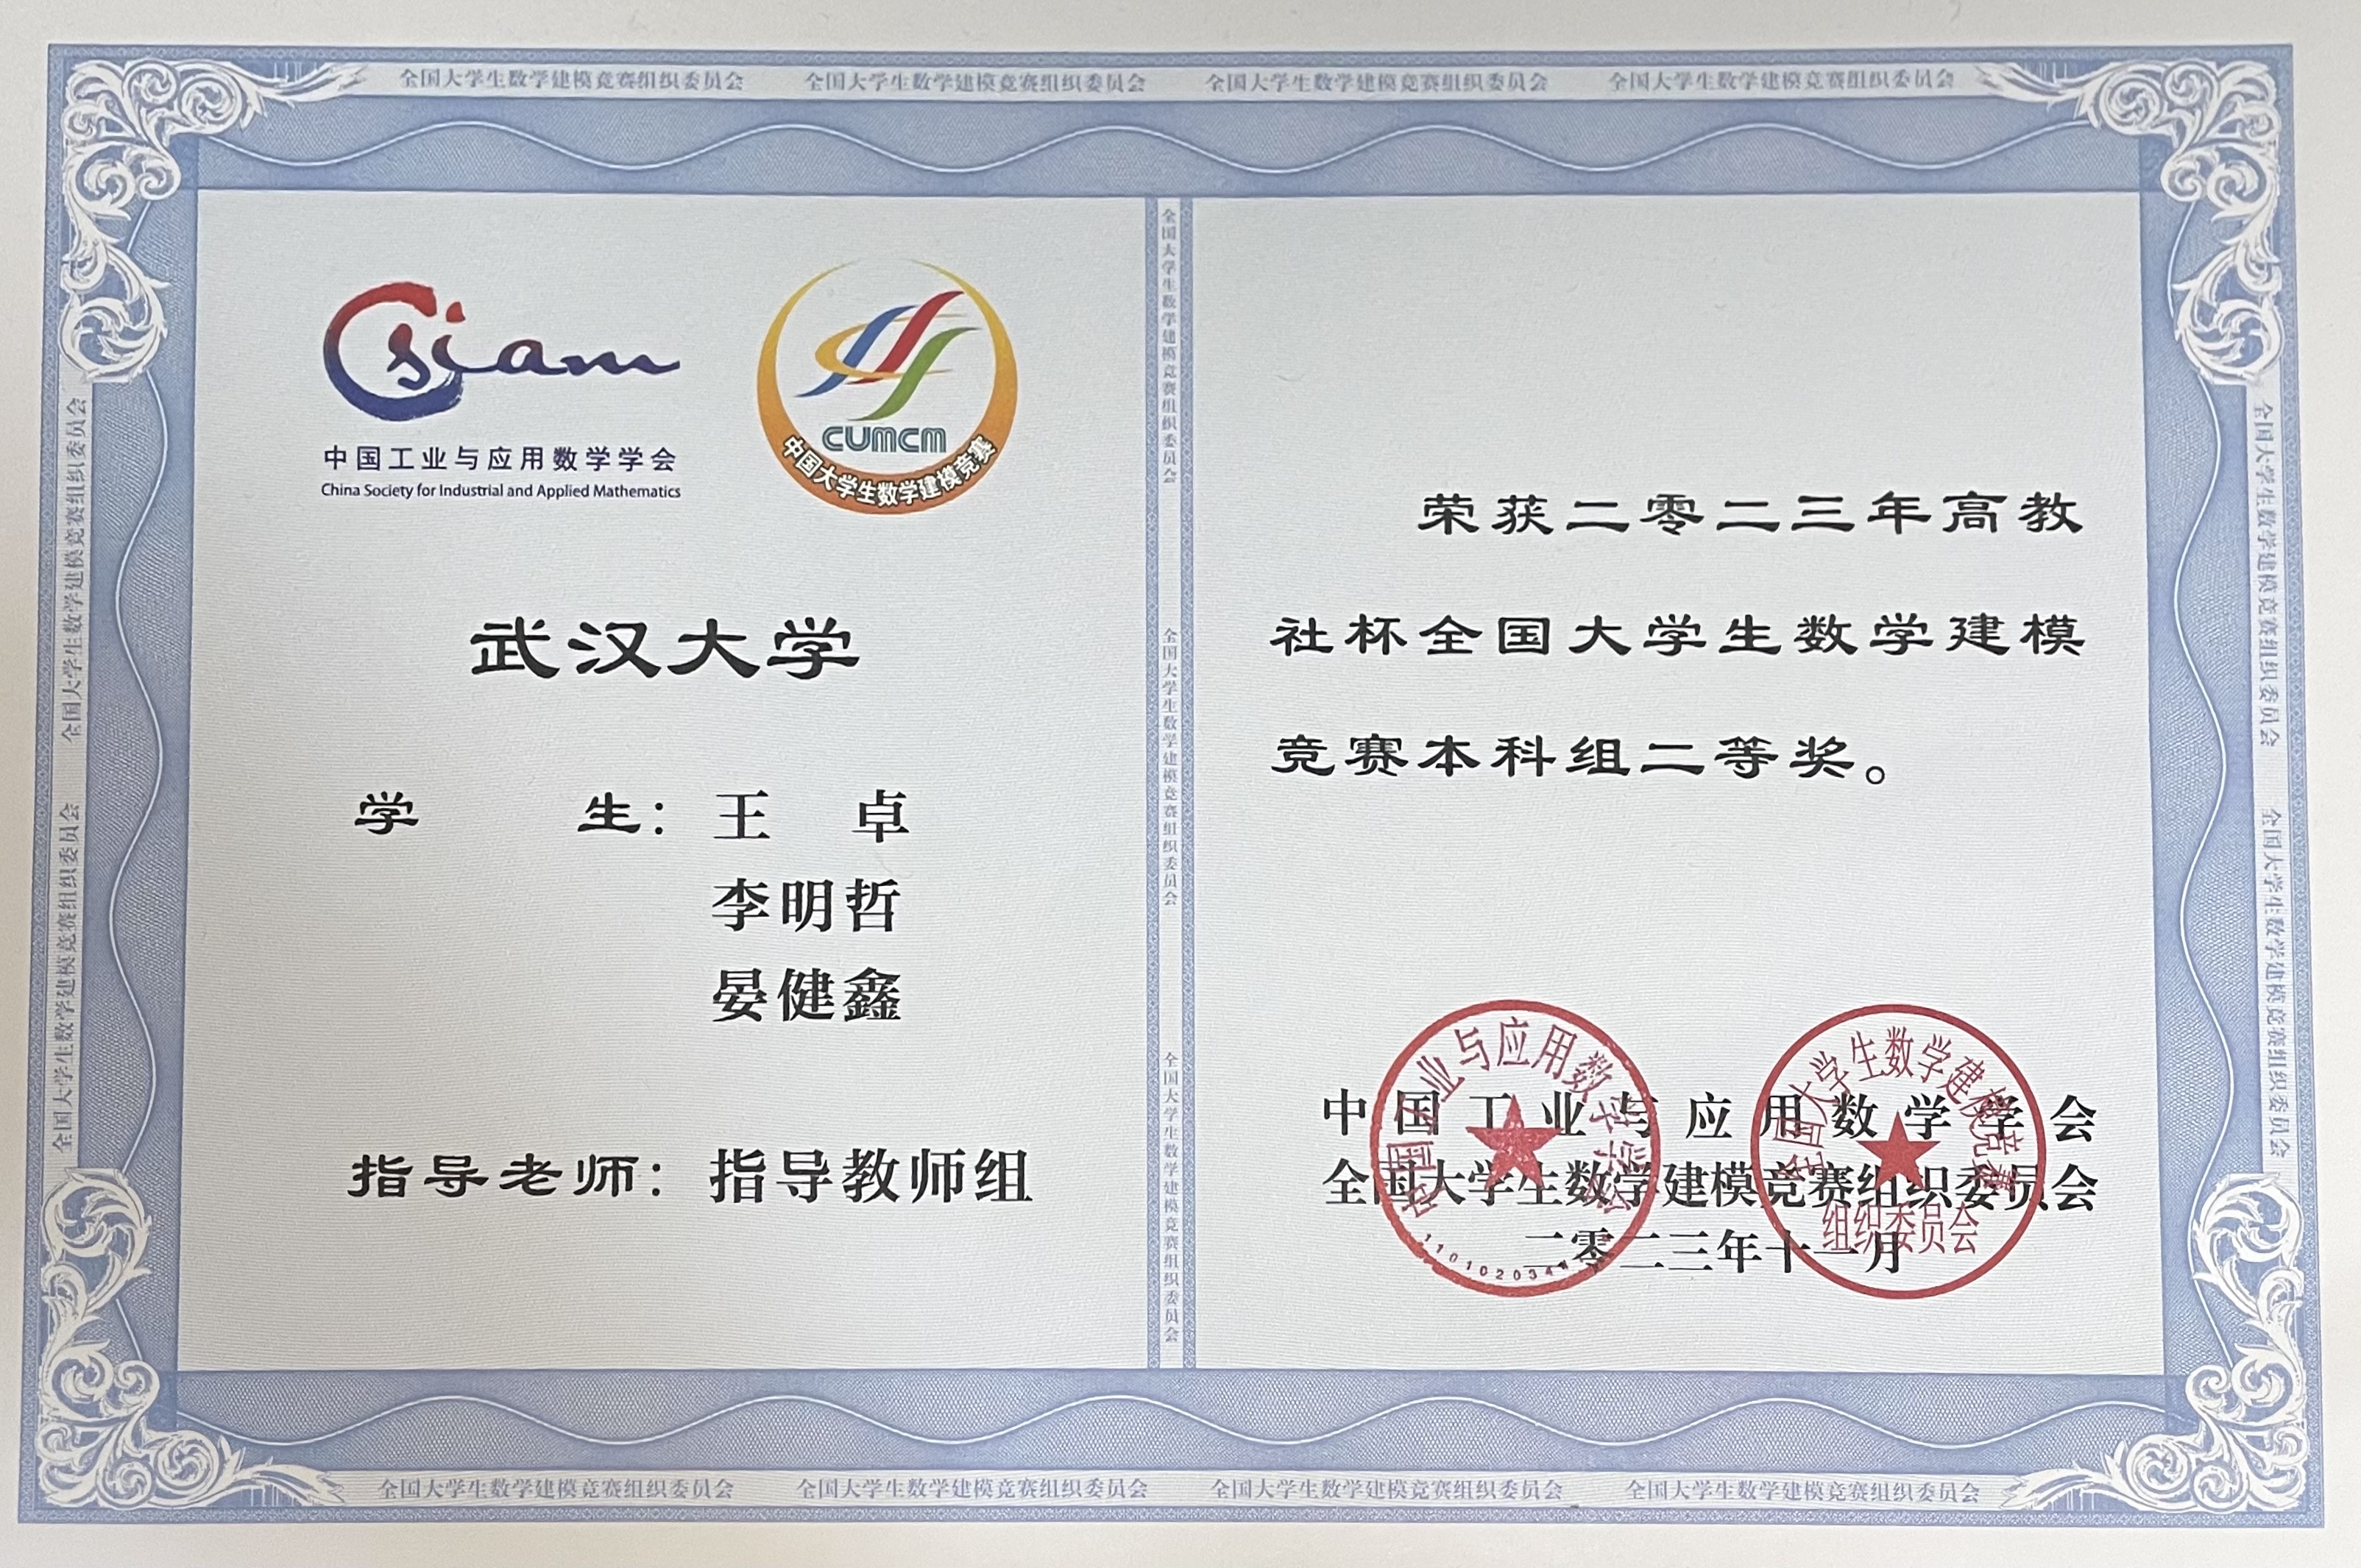 全国大学生数学建模竞赛组织委员会 全国大学生数学建模竞赛组织委员会 全国大学生数学建模竞赛组织委员会 全国大学生数学建模竞赛组织委员会
全国大学生数学建模竞赛组织委员会 全国大学生数学建模竞赛组织委员会
Csiam
中国工业与应用数学学会
China Society for Industrial and Applied Mathematics
CUMCM
中国大学生数学建模竞赛
武汉大学
学 生：王 卓
李明哲
晏健鑫
指导老师：指导教师组
全国大学生数学建模竞赛组织委员会 全国大学生数学建模竞赛组织委员会 全国大学生数学建模竞赛组织委员会
荣获二零二三年高教
社杯全国大学生数学建模
竞赛本科组二等奖。
中国工业与应用数学学会
全国大学生数学建模竞赛组织委员会
二零二三年十一月
中国工业与应用数学学会
全国大学生数学建模竞赛
组织委员会
全国大学生数学建模竞赛组织委员会 全国大学生数学建模竞赛组织委员会
全国大学生数学建模竞赛组织委员会 全国大学生数学建模竞赛组织委员会 全国大学生数学建模竞赛组织委员会 全国大学生数学建模竞赛组织委员会